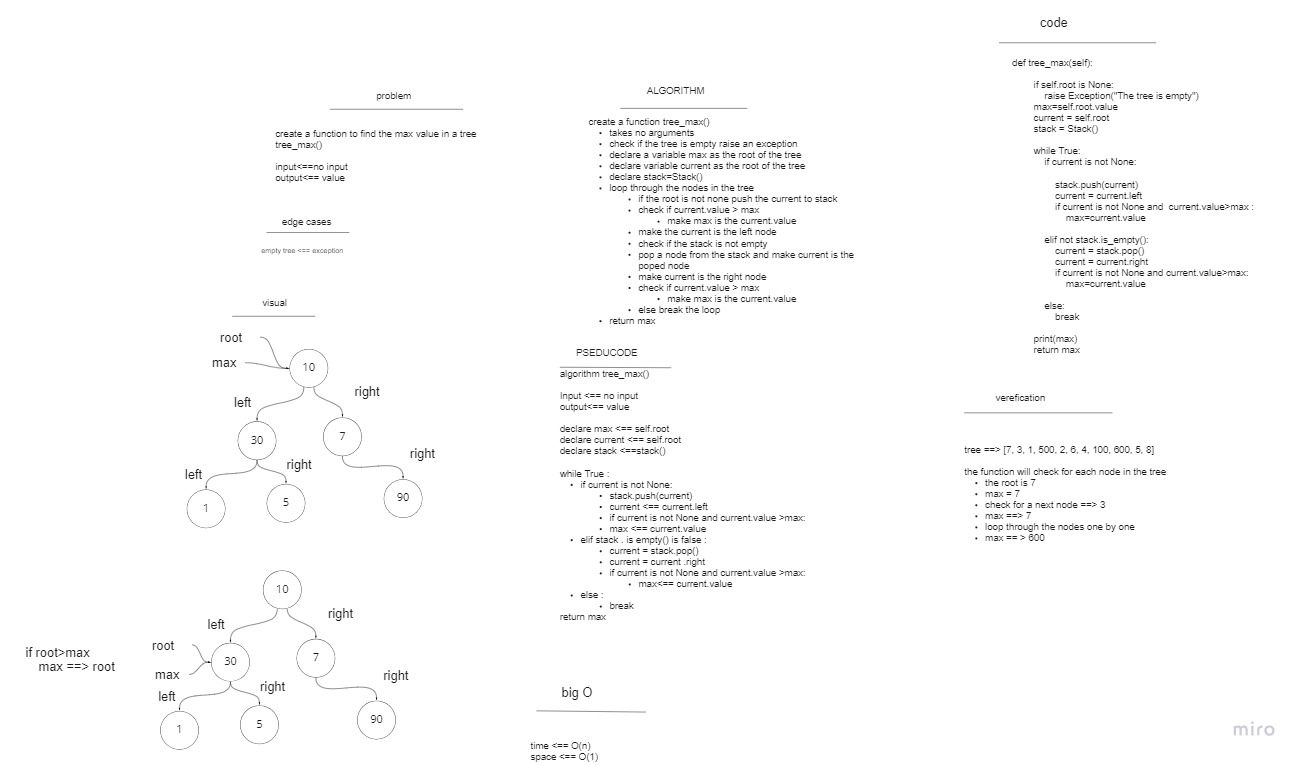 problem
create a function to find the max value in a tree
tree_max()
input<==no input
output<== value
edge cases
empty tree <== exception
visual
root
max
10
left
right
30
7
left
right
right
1
5
90
10
left
right
if root>max
max ==> root
root
max
30
7
left
right
right
1
5
90
ALGORITHM
create a function tree_max()
• takes no arguments
• check if the tree is empty raise an exception
• declare a variable max as the root of the tree
• declare variable current as the root of the tree
• declare stack=Stack()
• loop through the nodes in the tree
• if the root is not none push the current to stack
• check if current.value > max
• make max is the current.value
• make the current is the left node
• check if the stack is not empty
• pop a node from the stack and make current is the
poped node
• make current is the right node
• check if current.value > max
• make max is the current.value
• else break the loop
• return max
PSEDUCODE
algorithm tree_max()
Input <== no input
output<== value
declare max <== self.root
declare current <== self.root
declare stack <==stack()
while True :
• if current is not None:
• stack.push(current)
• current <== current.left
• if current is not None and current.value >max:
• max <== current.value
• elif stack . is empty() is false :
• current = stack.pop()
• current = current .right
• if current is not None and current.value >max:
• max<== current.value
• else :
• break
return max
big O
time <== O(n)
space <== O(1)
code
def tree_max(self):
if self.root is None:
raise Exception("The tree is empty")
max=self.root.value
current = self.root
stack = Stack()
while True:
if current is not None:
stack.push(current)
current = current.left
if current is not None and  current.value>max :
max=current.value
elif not stack.is_empty():
current = stack.pop()
current = current.right
if current is not None and current.value>max:
max=current.value
else:
break
print(max)
return max
verefication
tree ==> [7, 3, 1, 500, 2, 6, 4, 100, 600, 5, 8]
the function will check for each node in the tree
• the root is 7
• max = 7
• check for a next node ==> 3
• max ==> 7
• loop through the nodes one by one
• max == > 600
miro